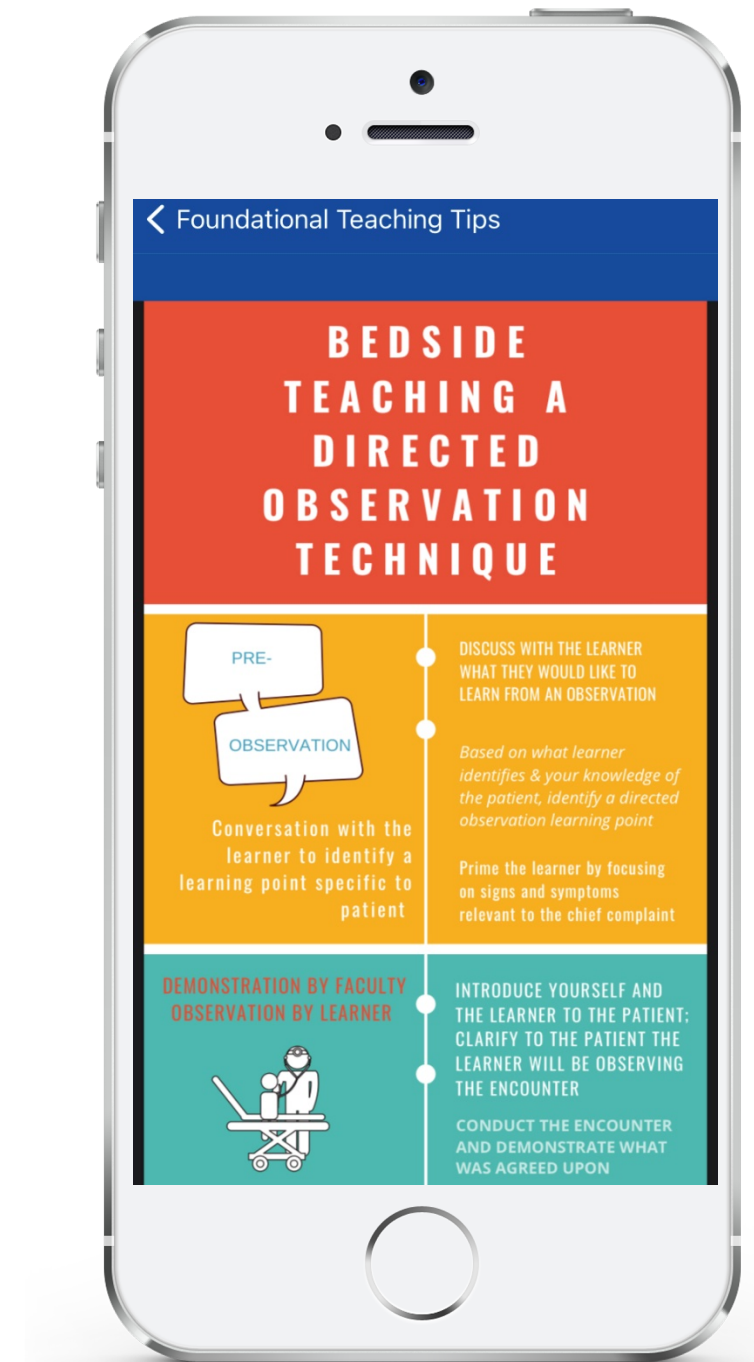 Foundational Teaching Tips
BEDSIDE
TEACHING A
DIRECTED
OBSERVATION
TECHNIQUE
PRE-
OBSERVATION
Conversation with the
learner to identify a
learning point specific to
patient
DISCUSS WITH THE LEARNER
WHAT THEY WOULD LIKE TO
LEARN FROM AN OBSERVATION
Based on what learner
identifies & your knowledge of
the patient, identify a directed
observation learning point
Prime the learner by focusing
on signs and symptoms
relevant to the chief complaint
DEMONSTRATION BY FACULTY
OBSERVATION BY LEARNER
INTRODUCE YOURSELF AND
THE LEARNER TO THE PATIENT;
CLARIFY TO THE PATIENT THE
LEARNER WILL BE OBSERVING
THE ENCOUNTER
CONDUCT THE ENCOUNTER
AND DEMONSTRATE WHAT
WAS AGREED UPON